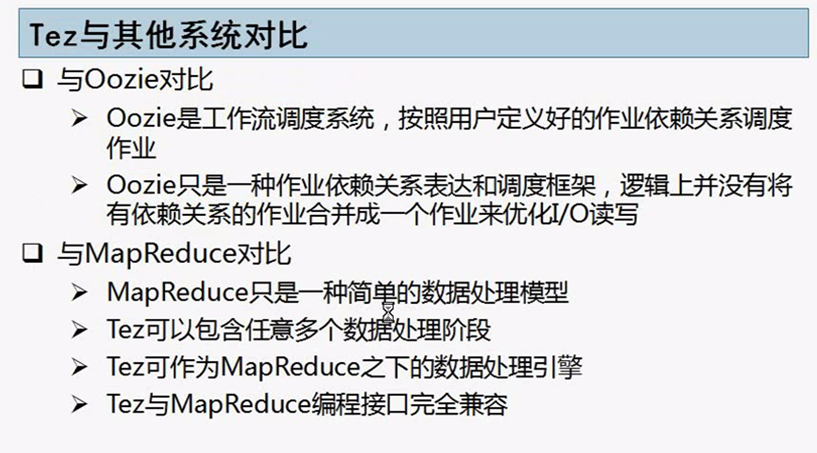 Tez与其他系统对比
❑ 与Oozie对比
➢ Oozie是工作流调度系统，按照用户定义好的作业依赖关系调度
作业
➢ Oozie只是一种作业依赖关系表达和调度框架，逻辑上并没有将
有依赖关系的作业合并成一个作业来优化I/O读写
❑ 与MapReduce对比
➢ MapReduce只是一种简单的数据处理模型
➢ Tez可以包含任意多个数据处理阶段
➢ Tez可作为MapReduce之下的数据处理引擎
➢ Tez与MapReduce编程接口完全兼容